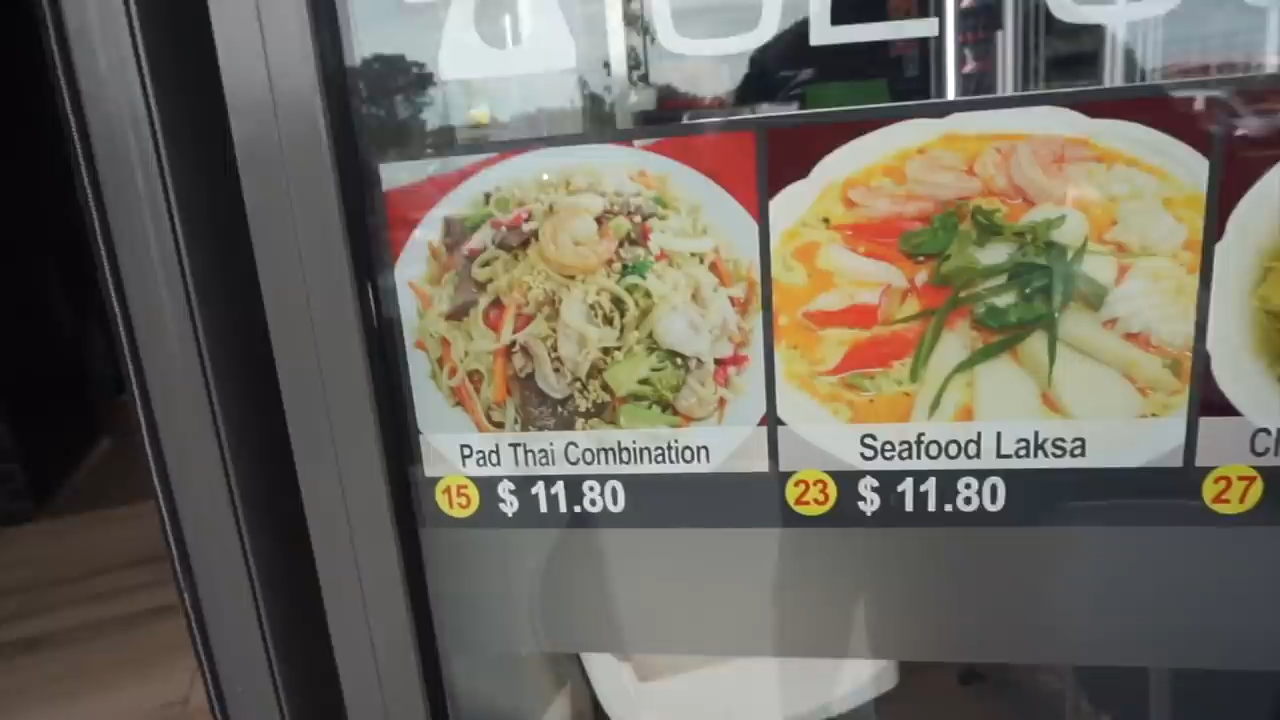 Pad Thai Combination
15 $ 11.80
Seafood Laksa
23 $ 11.80
27